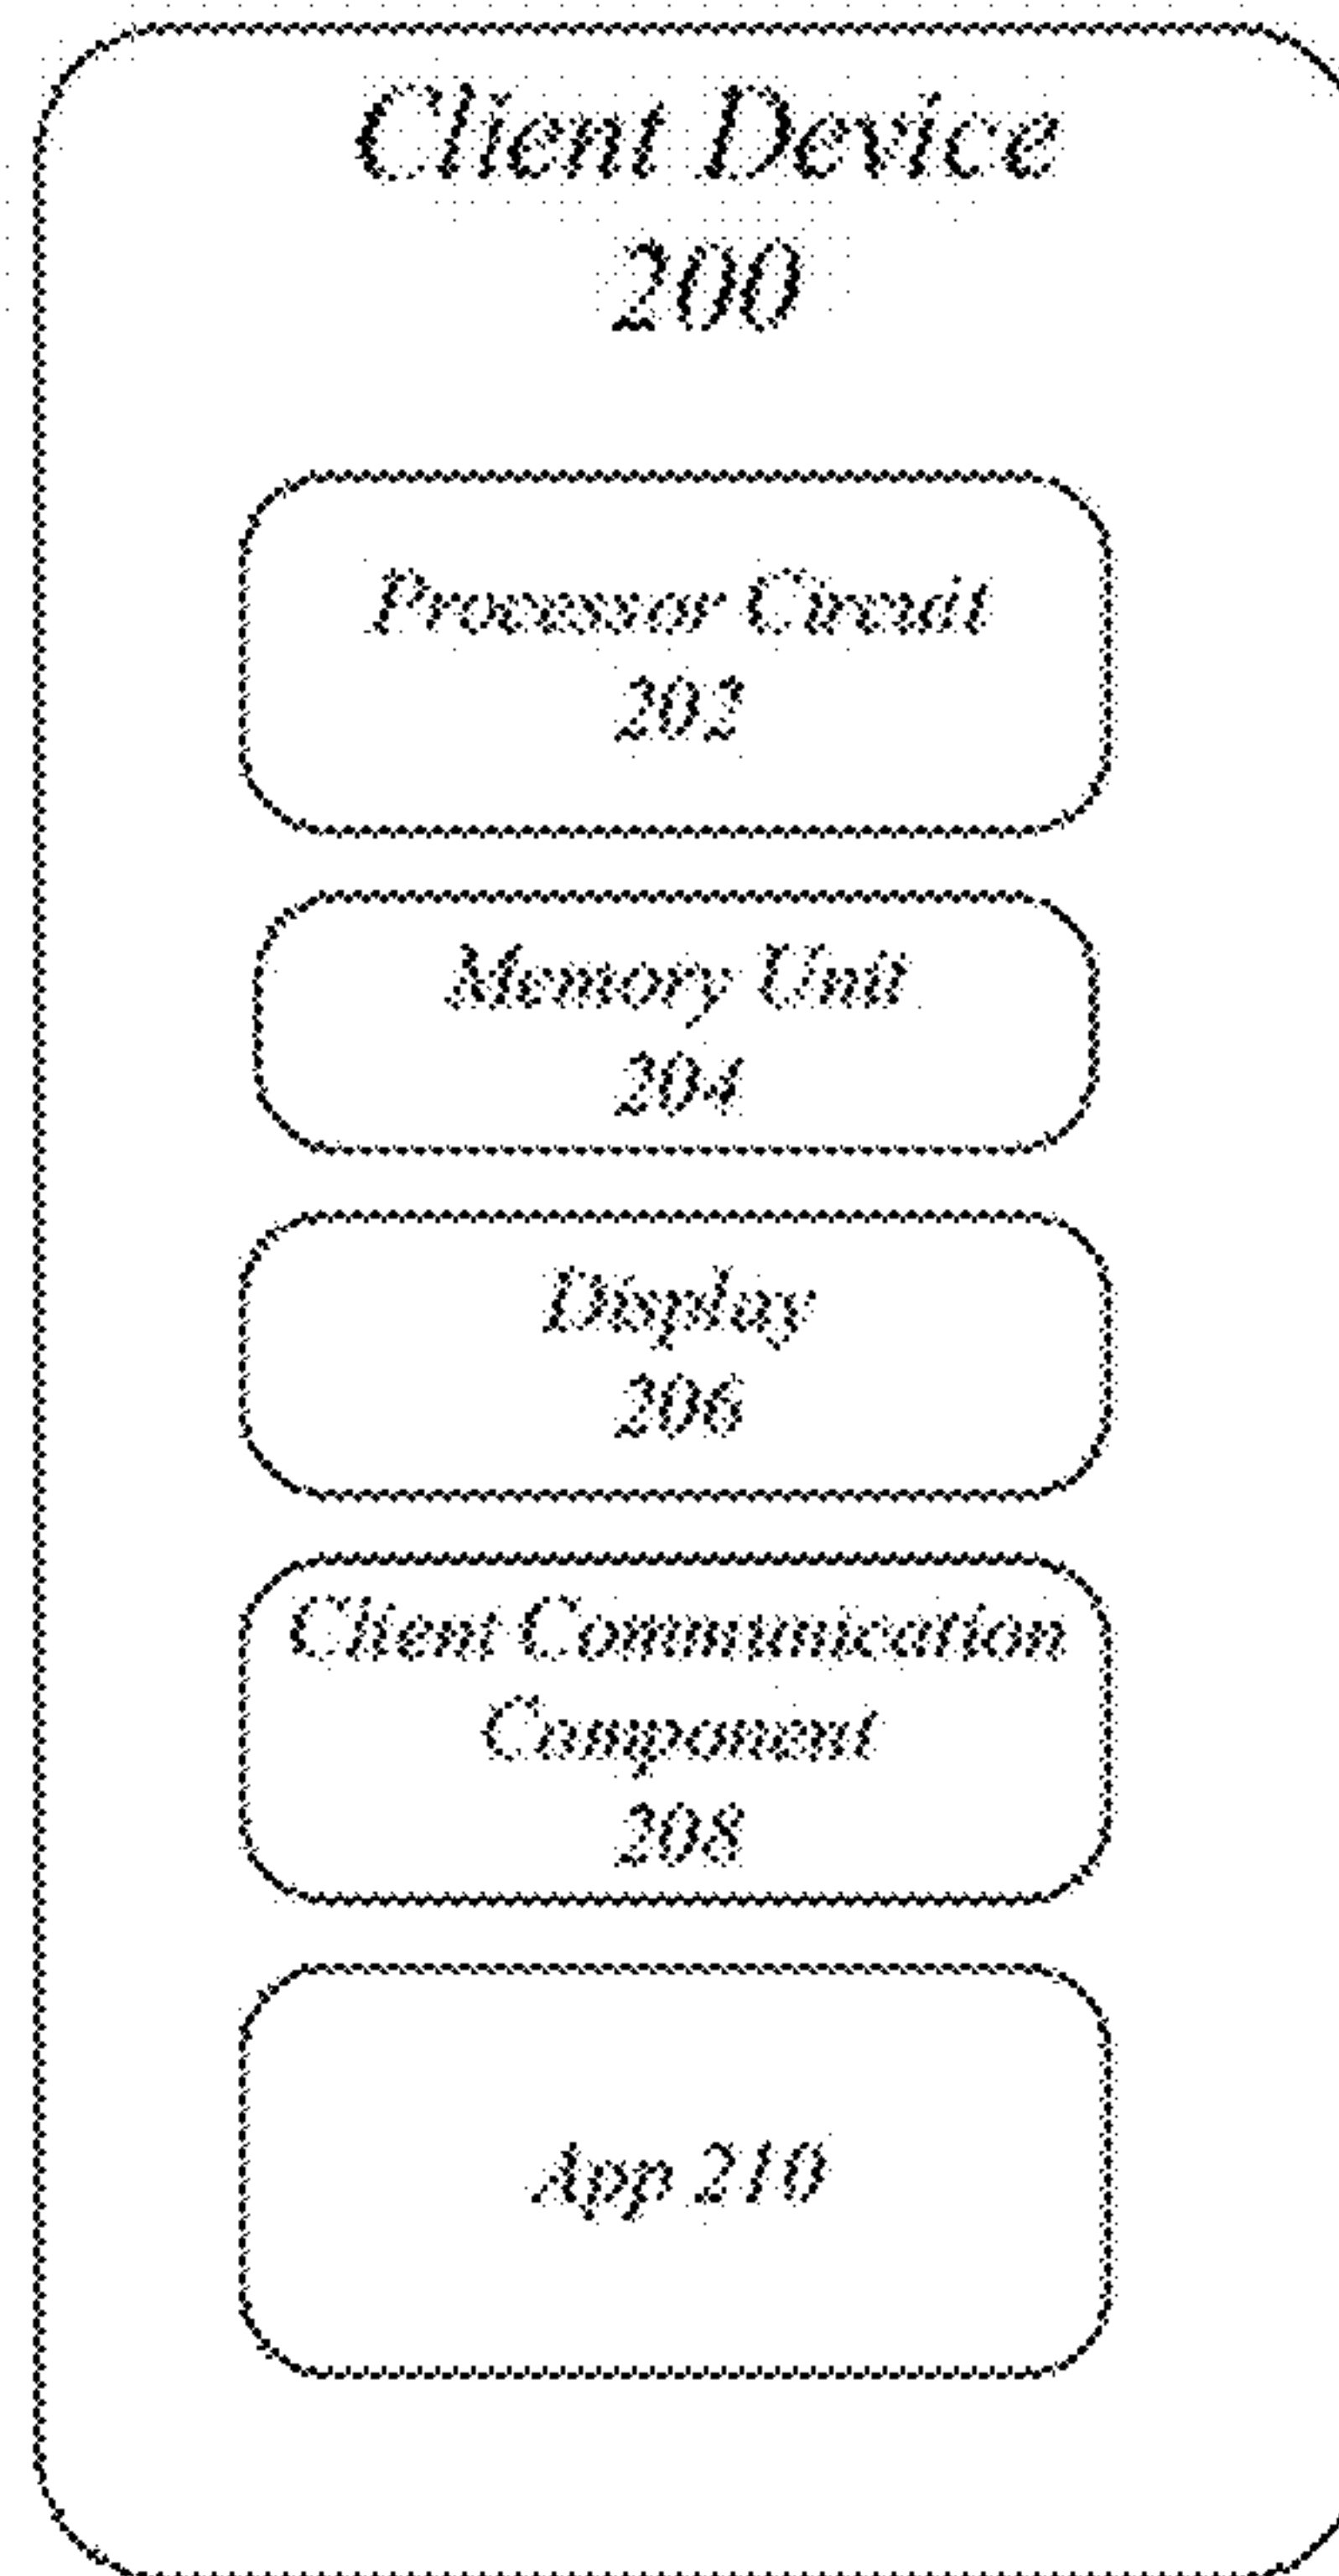 Client Device
200
Processor Circuit
202
Memory Unit
204
Display
206
Client Communication
Component
208
App 210